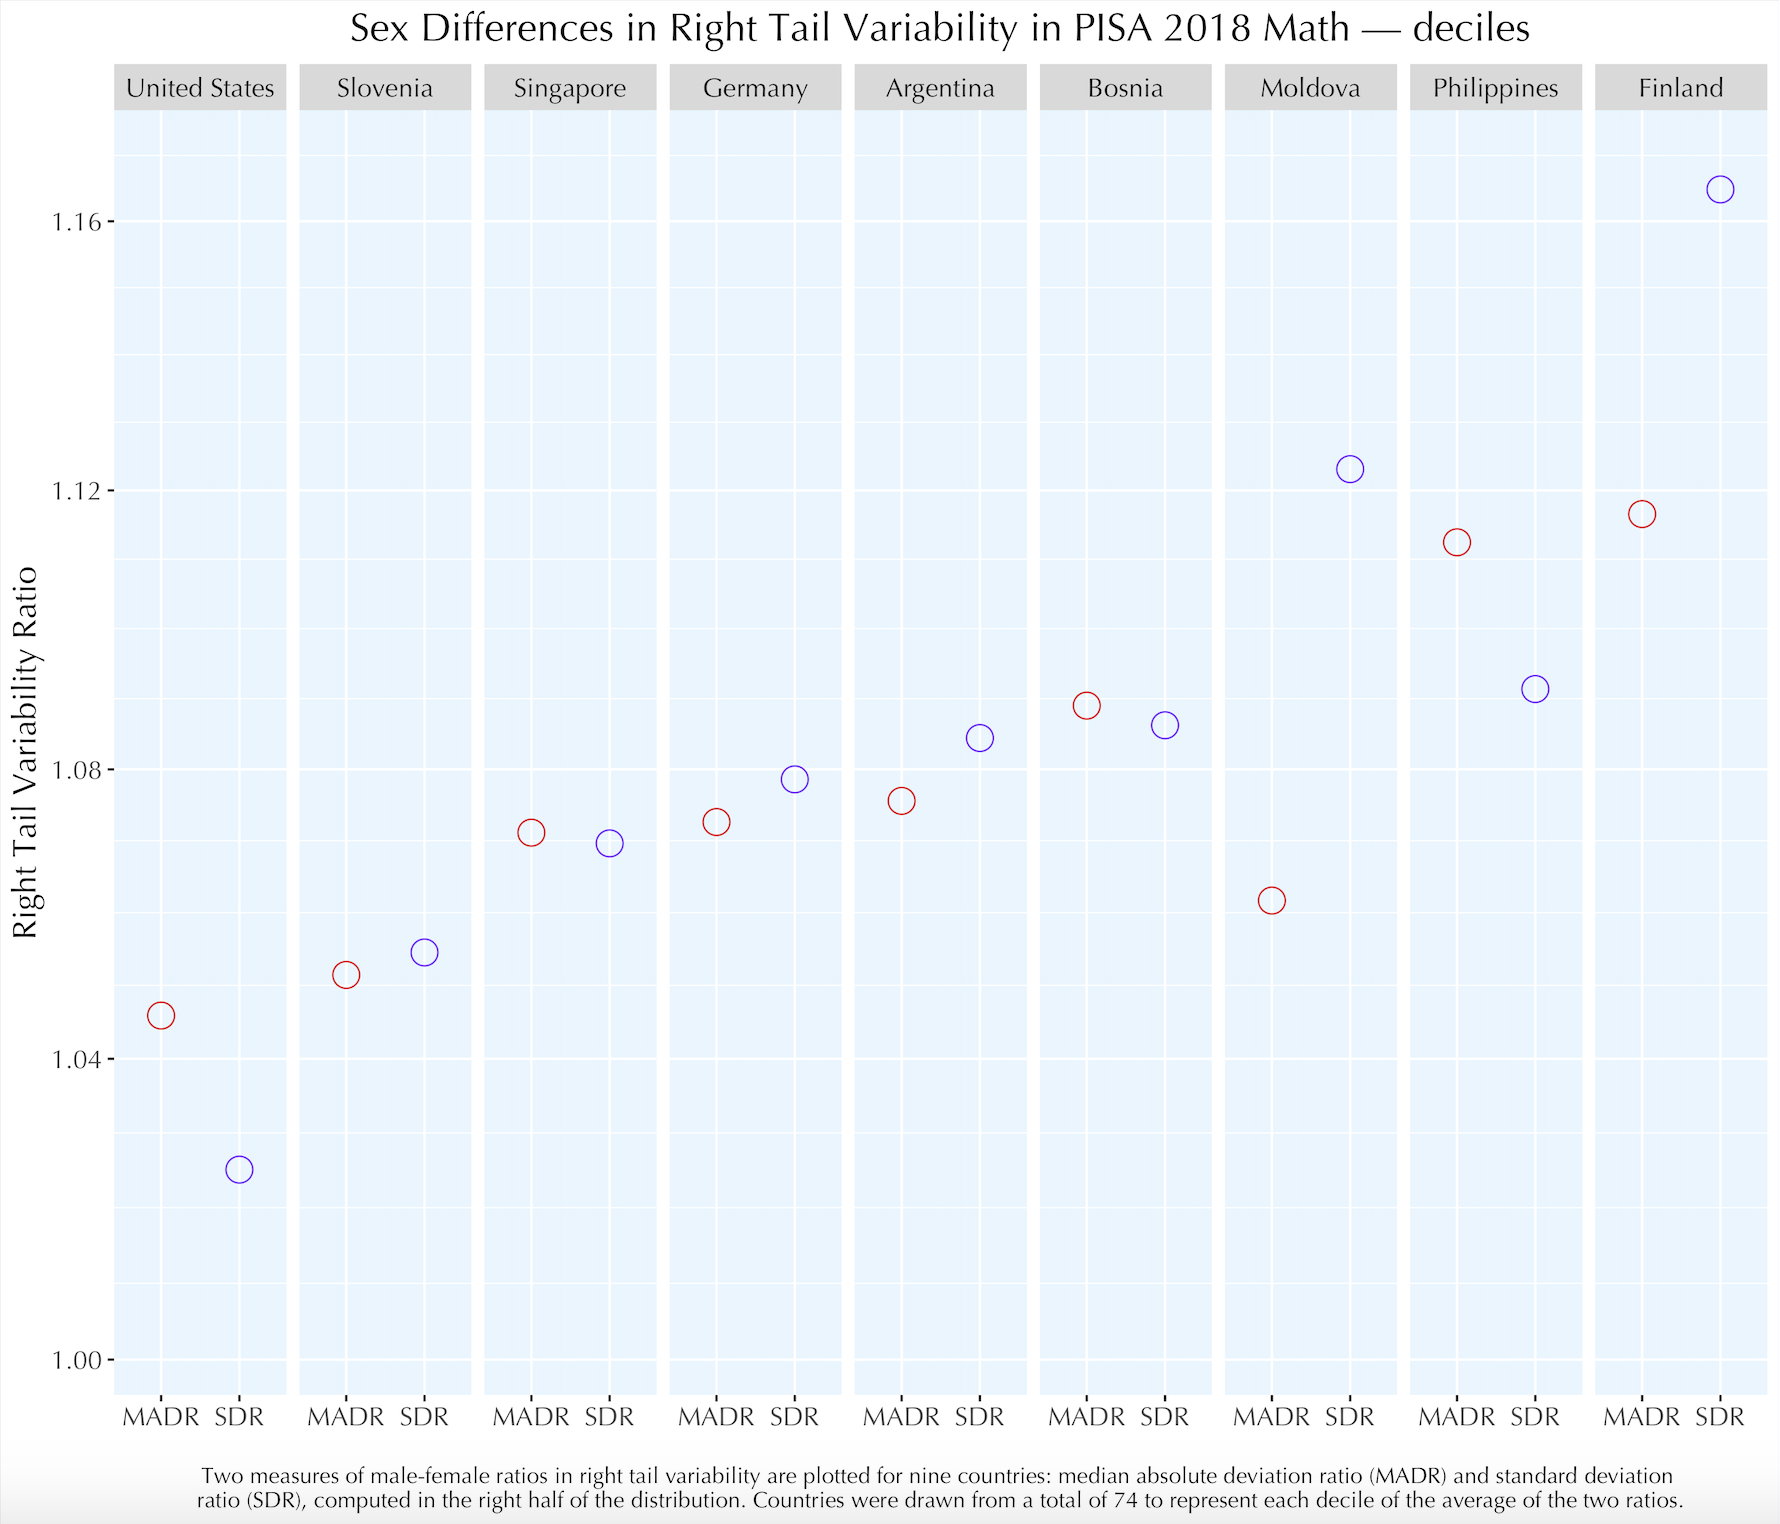 Sex Differences in Right Tail Variability in PISA 2018 Math — deciles
United States Slovenia Singapore Germany Argentina Bosnia Moldova Philippines Finland
Right Tail Variability Ratio
1.16
1.12
1.08
1.04
1.00
MADR SDR MADR SDR MADR SDR MADR SDR MADR SDR MADR SDR MADR SDR MADR SDR MADR SDR
Two measures of male-female ratios in right tail variability are plotted for nine countries: median absolute deviation ratio (MADR) and standard deviation
ratio (SDR), computed in the right half of the distribution. Countries were drawn from a total of 74 to represent each decile of the average of the two ratios.